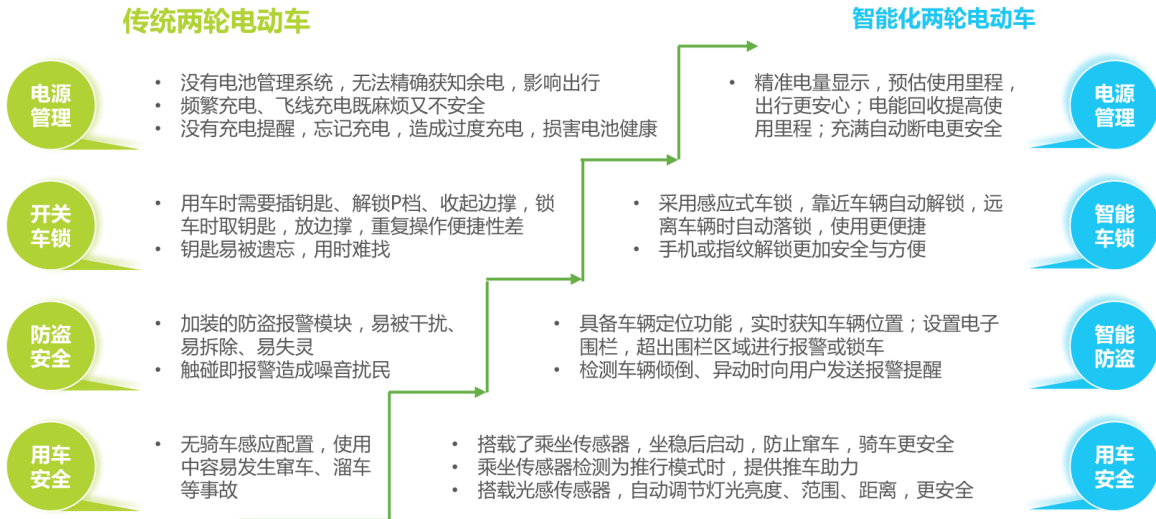 传统两轮电动车
智能化两轮电动车
电源
管理
• 没有电池管理系统，无法精确获知余电，影响出行
• 频繁充电、飞线充电既麻烦又不安全
• 没有充电提醒，忘记充电，造成过度充电，损害电池健康
• 精准电量显示，预估使用里程，
出行更安心；电能回收提高使
用里程；充满自动断电更安全
电源
管理
开关
车锁
• 用车时需要插钥匙、解锁P档、收起边撑，锁
车时取钥匙，放边撑，重复操作便捷性差
• 钥匙易被遗忘，用时难找
• 采用感应式车锁，靠近车辆自动解锁，远
离车辆时自动落锁，使用更便捷
• 手机或指纹解锁更加安全与方便
智能
车锁
防盗
安全
• 加装的防盗报警模块，易被干扰、
易拆除、易失灵
• 触碰即报警造成噪音扰民
• 具备车辆定位功能，实时获知车辆位置；设置电子
围栏，超出围栏区域进行报警或锁车
• 检测车辆倾倒、异动时向用户发送报警提醒
智能
防盗
用车
安全
• 无骑车感应配置，使用
中容易发生窜车、溜车
等事故
• 搭载了乘坐传感器，坐稳后启动，防止窜车，骑车更安全
• 乘坐传感器检测为推行模式时，提供推车助力
• 搭载光感传感器，自动调节灯光亮度、范围、距离，更安全
用车
安全